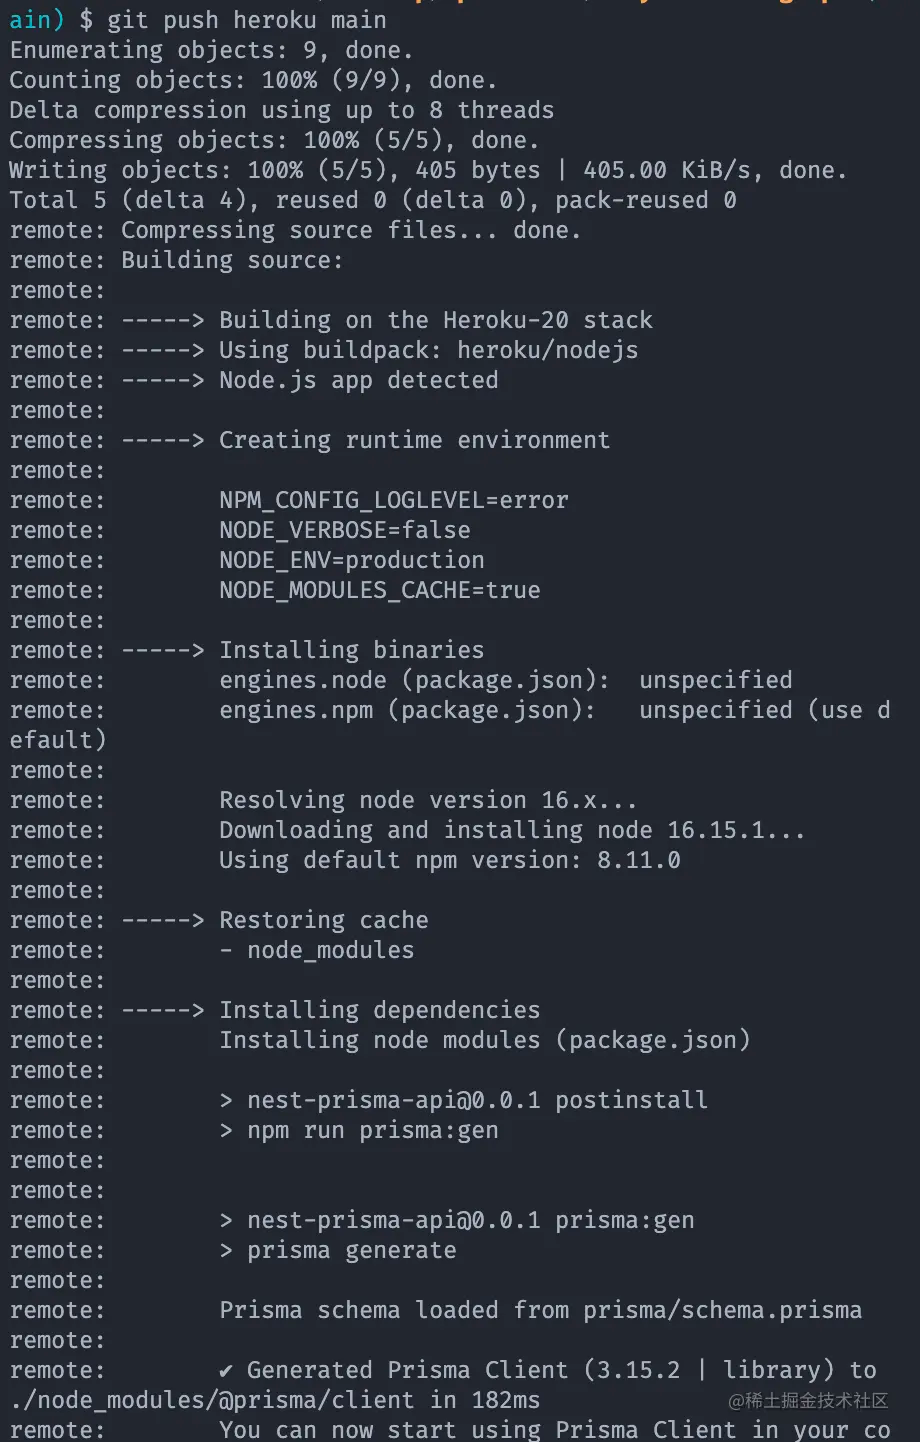 ain) $ git push heroku main
Enumerating objects: 9, done.
Counting objects: 100% (9/9), done.
Delta compression using up to 8 threads
Compressing objects: 100% (5/5), done.
Writing objects: 100% (5/5), 405 bytes | 405.00 KiB/s, done.
Total 5 (delta 4), reused 0 (delta 0), pack-reused 0
remote: Compressing source files... done.
remote: Building source:
remote:
remote: -----> Building on the Heroku-20 stack
remote: -----> Using buildpack: heroku/nodejs
remote: -----> Node.js app detected
remote:
remote: -----> Creating runtime environment
remote:
remote:        NPM_CONFIG_LOGLEVEL=error
remote:        NODE_VERBOSE=false
remote:        NODE_ENV=production
remote:        NODE_MODULES_CACHE=true
remote:
remote: -----> Installing binaries
remote:        engines.node (package.json):  unspecified
remote:        engines.npm (package.json):   unspecified (use d
efault)
remote:
remote:        Resolving node version 16.x...
remote:        Downloading and installing node 16.15.1...
remote:        Using default npm version: 8.11.0
remote:
remote: -----> Restoring cache
remote:        - node_modules
remote:
remote: -----> Installing dependencies
remote:        Installing node modules (package.json)
remote:
remote:        > nest-prisma-api@0.0.1 postinstall
remote:        > npm run prisma:gen
remote:
remote:
remote:        > nest-prisma-api@0.0.1 prisma:gen
remote:        > prisma generate
remote:
remote:        Prisma schema loaded from prisma/schema.prisma
remote:
remote:        ✔ Generated Prisma Client (3.15.2 | library) to
./node_modules/@prisma/client in 182ms
@稀土掘金技术社区
remote:        You can now start using Prisma Client in your co